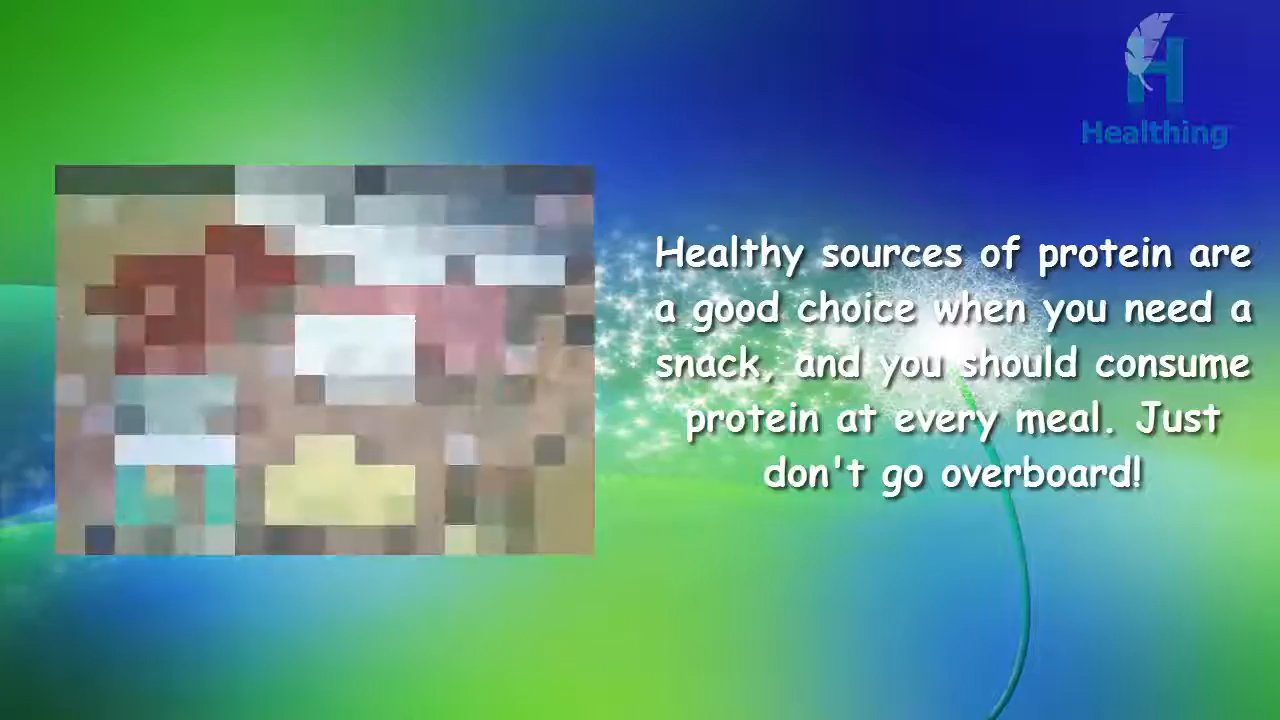 Healthing
Healthy sources of protein are
a good choice when you need a
snack, and you should consume
protein at every meal. Just
don't go overboard!